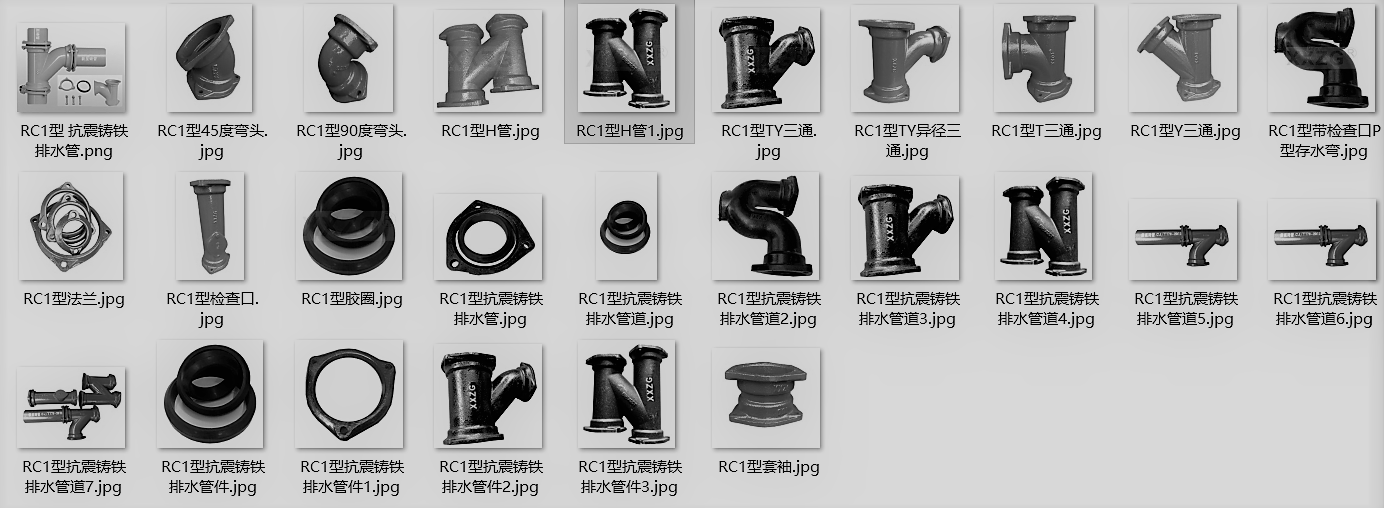 RC1型 抗震铸铁
排水管.png
RC1型45度弯头.
jpg
RC1型90度弯头.
jpg
RC1型H管.jpg
XXZG
RC1型H管1.jpg
XXZG
RC1型TY三通.
jpg
RC1型TY异径三
通.jpg
RC1型T三通.jpg
RC1型Y三通.jpg
RC1型带检查口P
型存水弯.jpg
RC1型法兰.jpg
RC1型检查口.
jpg
RC1型胶圈.jpg
RC1型抗震铸铁
排水管.jpg
RC1型抗震铸铁
排水管道.jpg
RC1型抗震铸铁
排水管道2.jpg
XXZG
RC1型抗震铸铁
排水管道3.jpg
XXZG
RC1型抗震铸铁
排水管道4.jpg
RC1型抗震铸铁
排水管道5.jpg
RC1型抗震铸铁
排水管道6.jpg
RC1型抗震铸铁
排水管道7.jpg
RC1型抗震铸铁
排水管件.jpg
RC1型抗震铸铁
排水管件1.jpg
XXZG
RC1型抗震铸铁
排水管件2.jpg
XXZG
RC1型抗震铸铁
排水管件3.jpg
RC1型套袖.jpg